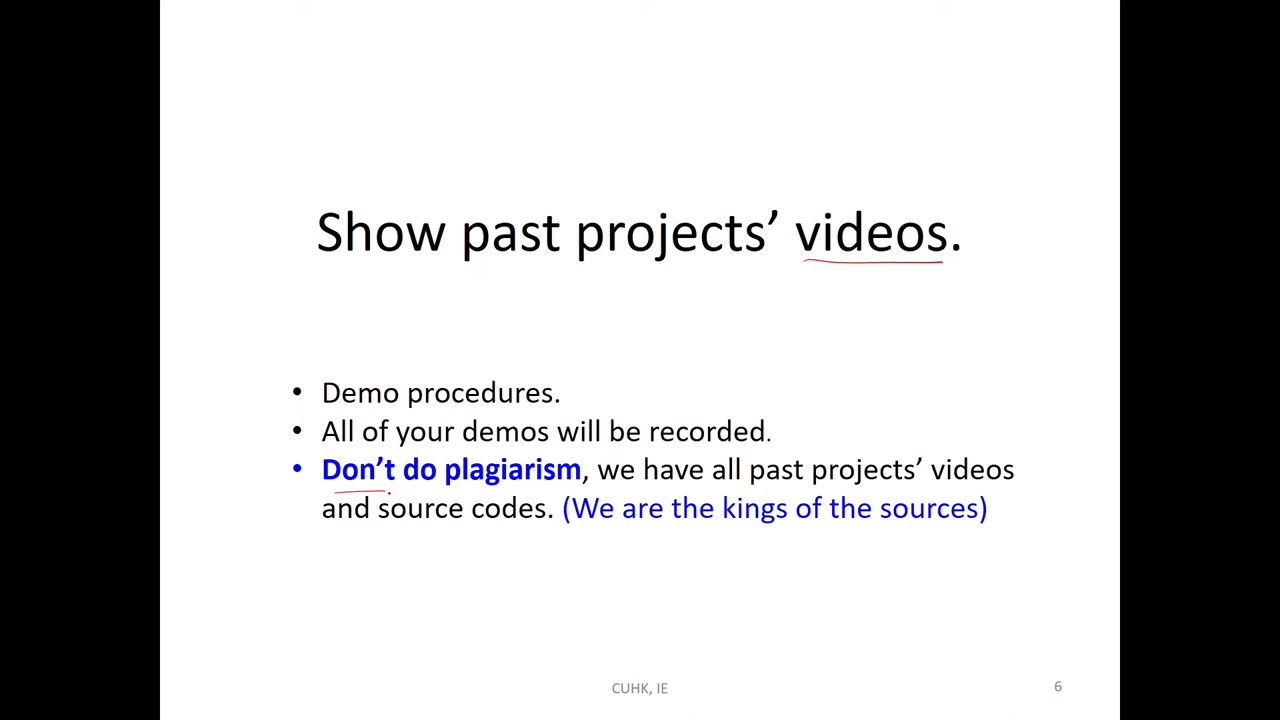 Show past projects’ videos.
• Demo procedures.
• All of your demos will be recorded.
• Don’t do plagiarism, we have all past projects’ videos
and source codes. (We are the kings of the sources)
CUHK, IE
6